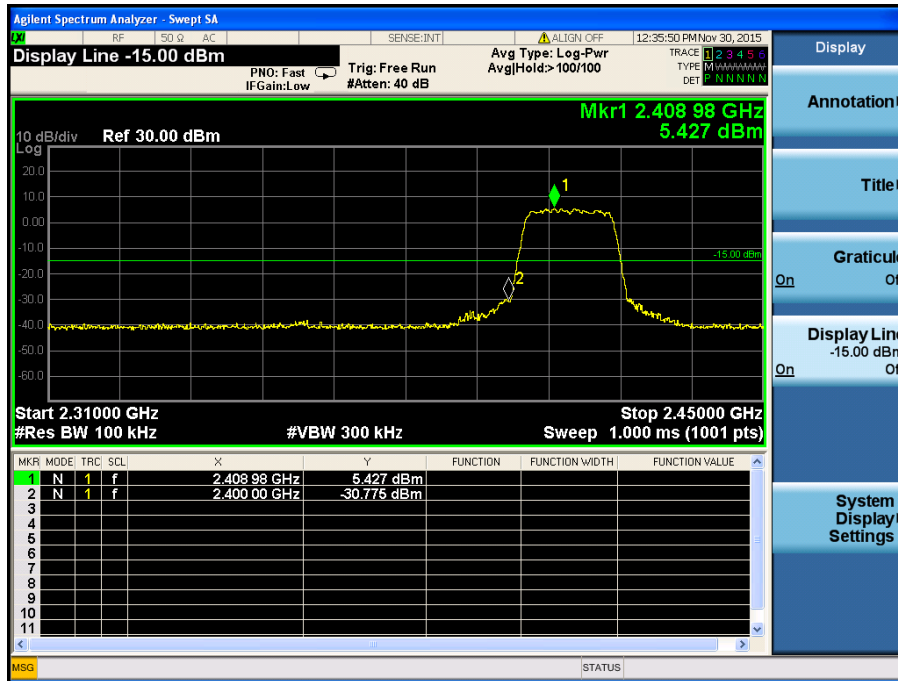 Agilent Spectrum Analyzer - Swept SA
LXI RF 50 Ω AC SENSE:INT ALIGN OFF 12:35:50 PM Nov 30, 2015
Display Line -15.00 dBm
PNO: Fast
IFGain:Low
Trig: Free Run
#Atten: 40 dB
Avg Type: Log-Pwr
Avg|Hold:>100/100
TRACE 1 2 3 4 5 6
TYPE MWWWWW
DET P N N N N N
Mkr1 2.408 98 GHz
5.427 dBm
10 dB/div Ref 30.00 dBm
Log
20.0
10.0
0.00
-10.0
-20.0
-30.0
-40.0
-50.0
-60.0
1
-15.00 dBm
2
Start 2.31000 GHz Stop 2.45000 GHz
#Res BW 100 kHz #VBW 300 kHz Sweep 1.000 ms (1001 pts)
MKR MODE TRC SCL X Y FUNCTION FUNCTION WIDTH FUNCTION VALUE
1 N 1 f 2.408 98 GHz 5.427 dBm
2 N 1 f 2.400 00 GHz -30.775 dBm
3
4
5
6
7
8
9
10
11
MSG STATUS
Display
Annotation
Title
Graticul
On Of
Display Line
-15.00 dBm
On Of
System
Display
Settings